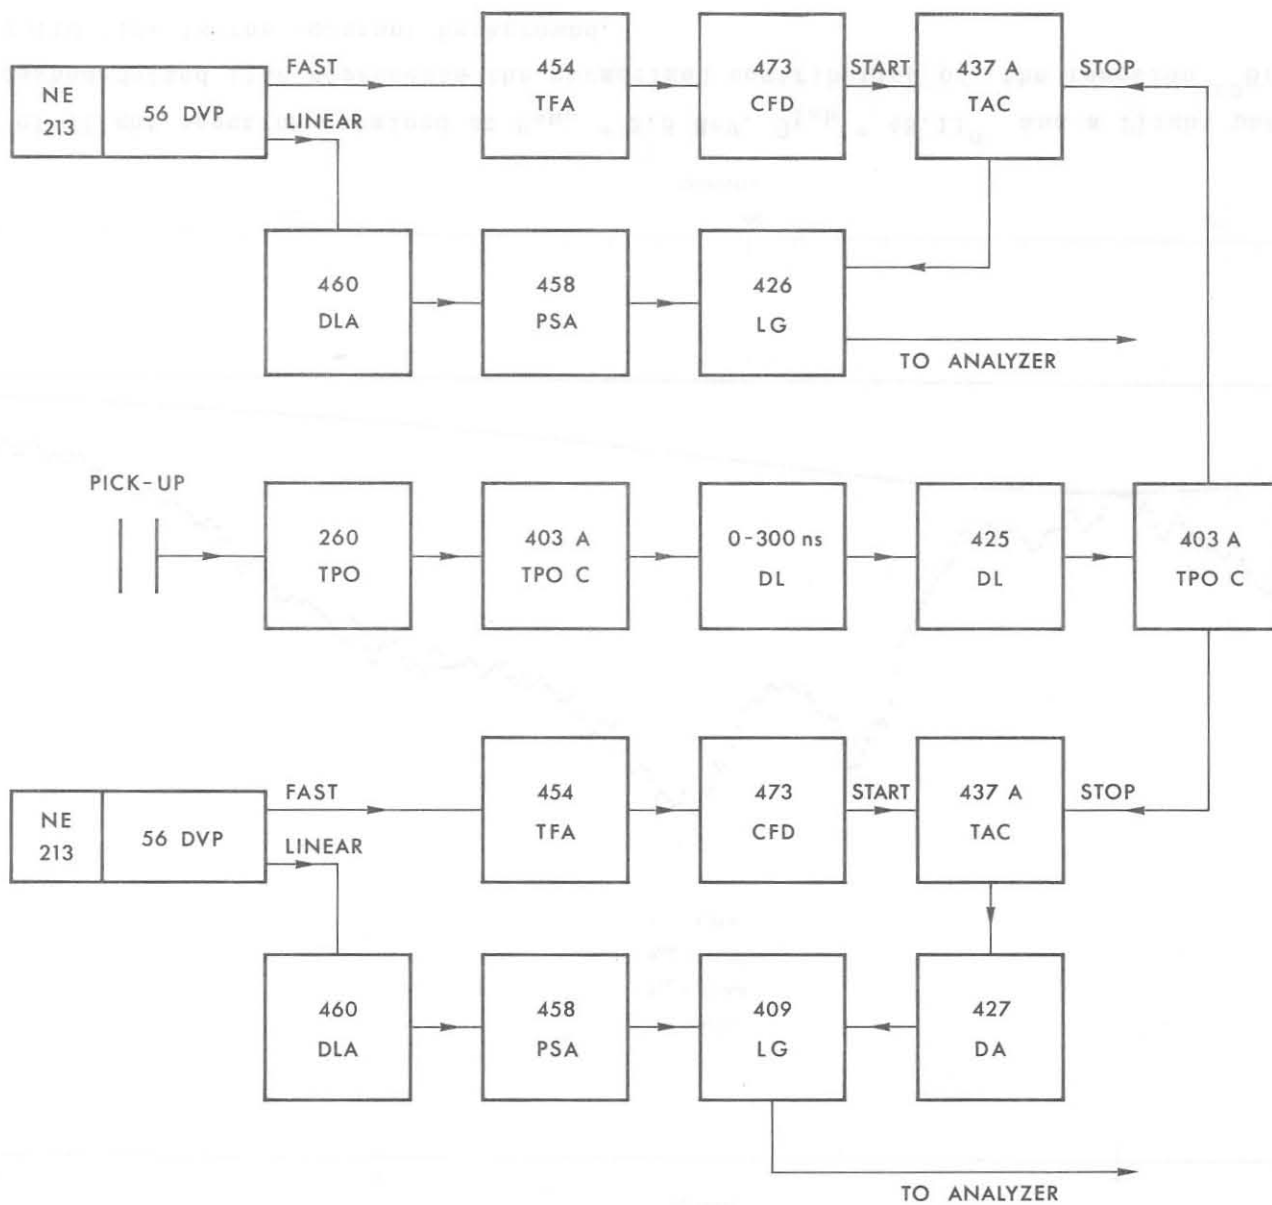 NE
213
56 DVP
FAST
LINEAR
454
TFA
473
CFD
START
437 A
TAC
STOP
460
DLA
458
PSA
426
LG
TO ANALYZER
PICK-UP
260
TPO
403 A
TPO C
0-300 ns
DL
425
DL
403 A
TPO C
NE
213
56 DVP
FAST
LINEAR
454
TFA
473
CFD
START
437 A
TAC
STOP
460
DLA
458
PSA
409
LG
427
DA
TO ANALYZER